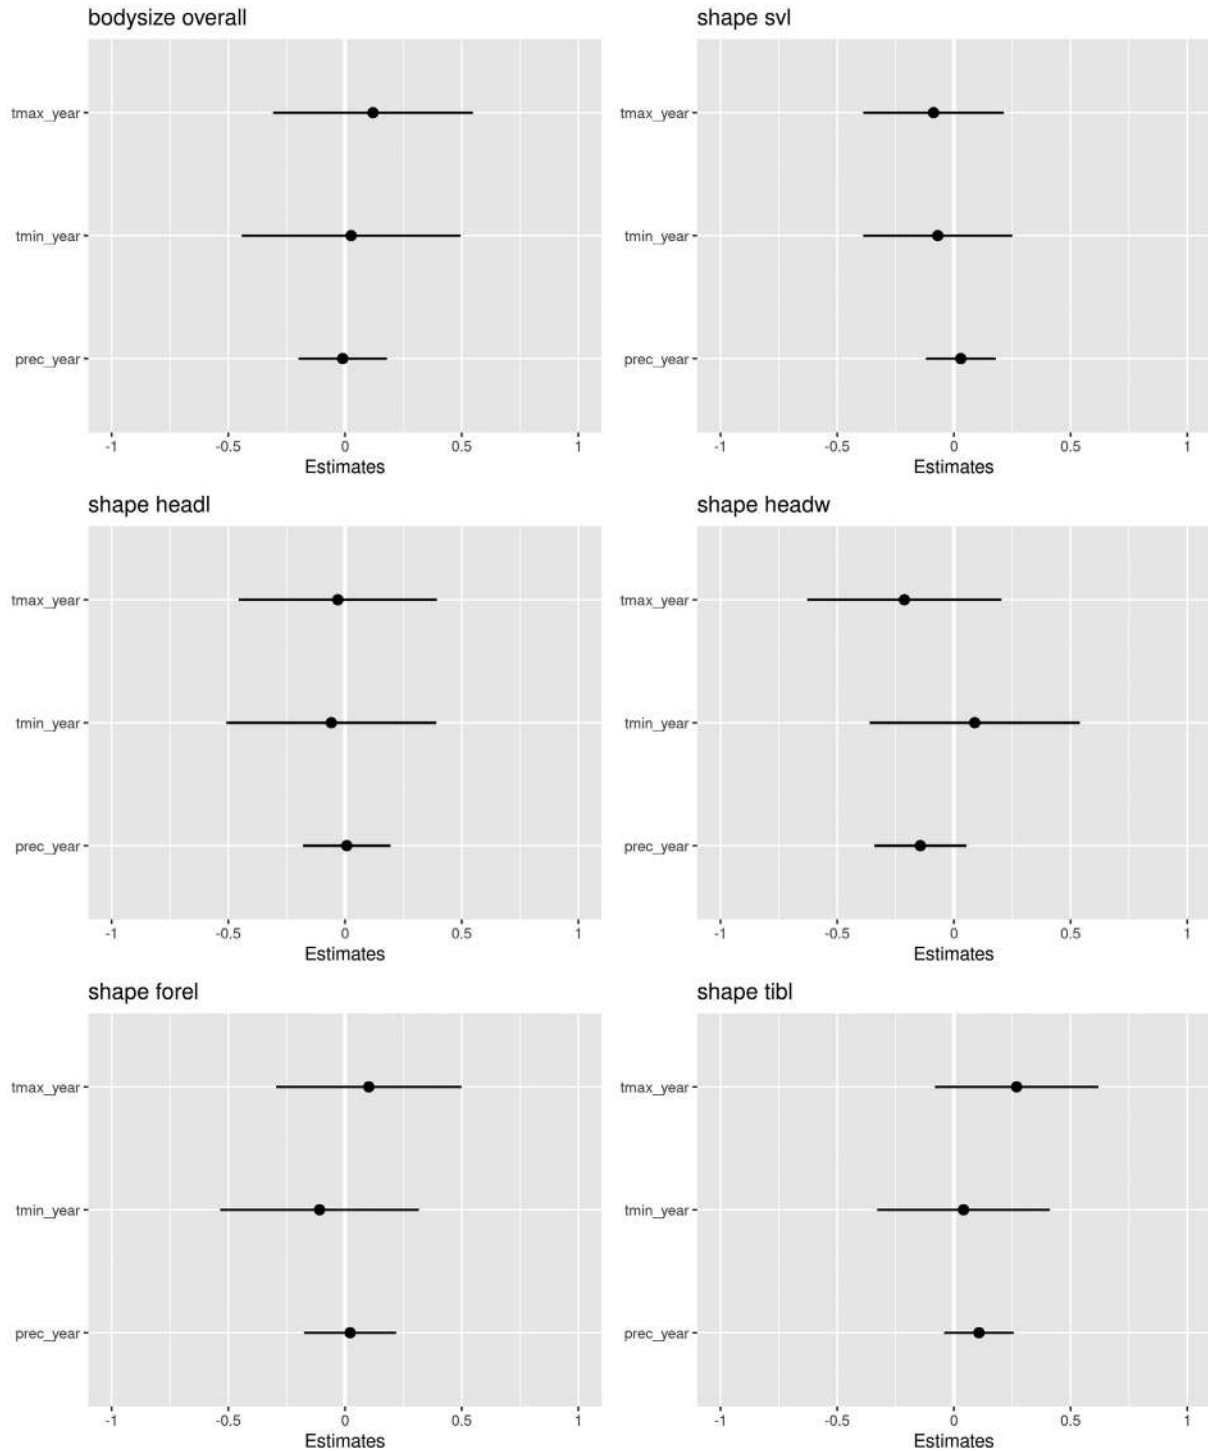 bodysize overall
tmax_year
tmin_year
prec_year
-1 -0.5 0 0.5 1
Estimates
shape svl
tmax_year
tmin_year
prec_year
-1 -0.5 0 0.5 1
Estimates
shape headl
tmax_year
tmin_year
prec_year
-1 -0.5 0 0.5 1
Estimates
shape headw
tmax_year
tmin_year
prec_year
-1 -0.5 0 0.5 1
Estimates
shape forel
tmax_year
tmin_year
prec_year
-1 -0.5 0 0.5 1
Estimates
shape tibl
tmax_year
tmin_year
prec_year
-1 -0.5 0 0.5 1
Estimates